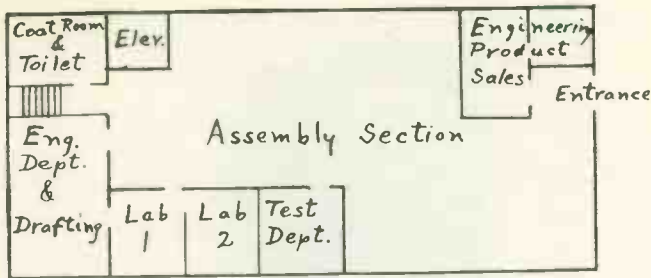 Coat Room
&
Toilet
Elev.
Engineering
Product
Sales
Entrance
Assembly Section
Eng.
Dept.
&
Drafting
Lab
1
Lab
2
Test
Dept.